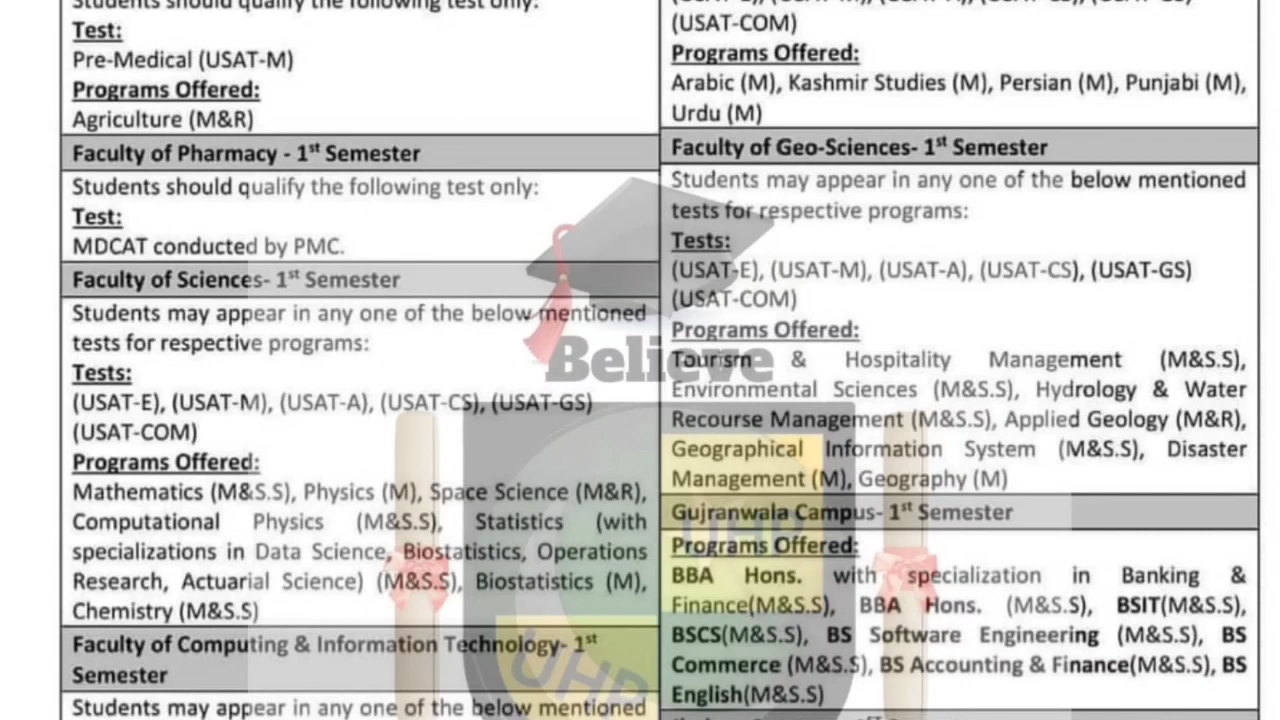 Students should qualify the following test only:
Test:
Pre-Medical (USAT-M)
Programs Offered:
Agriculture (M&R)
Faculty of Pharmacy - 1st Semester
Students should qualify the following test only:
Test:
MDCAT conducted by PMC.
Faculty of Sciences- 1st Semester
Students may appear in any one of the below mentioned
tests for respective programs:
Tests:
(USAT-E), (USAT-M), (USAT-A), (USAT-CS), (USAT-GS)
(USAT-COM)
Programs Offered:
Mathematics (M&S.S), Physics (M), Space Science (M&R),
Computational Physics (M&S.S), Statistics (with
specializations in Data Science, Biostatistics, Operations
Research, Actuarial Science) (M&S.S), Biostatistics (M),
Chemistry (M&S.S)
Faculty of Computing & Information Technology- 1st
Semester
Students may appear in any one of the below mentioned
(USAT-COM)
Programs Offered:
Arabic (M), Kashmir Studies (M), Persian (M), Punjabi (M),
Urdu (M)
Faculty of Geo-Sciences- 1st Semester
Students may appear in any one of the below mentioned
tests for respective programs:
Tests:
(USAT-E), (USAT-M), (USAT-A), (USAT-CS), (USAT-GS)
(USAT-COM)
Programs Offered:
Tourism & Hospitality Management (M&S.S),
Environmental Sciences (M&S.S), Hydrology & Water
Recourse Management (M&S.S), Applied Geology (M&R),
Geographical Information System (M&S.S), Disaster
Management (M), Geography (M)
Gujranwala Campus- 1st Semester
Programs Offered:
BBA Hons. with specialization in Banking &
Finance(M&S.S), BBA Hons. (M&S.S), BSIT(M&S.S),
BSCS(M&S.S), BS Software Engineering (M&S.S), BS
Commerce (M&S.S), BS Accounting & Finance(M&S.S), BS
English(M&S.S)
Believe
UHP
UHP